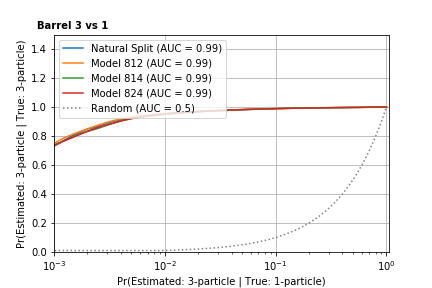 Barrel 3 vs 1
Pr(Estimated: 3-particle | True: 3-particle)
1.4
1.2
1.0
0.8
0.6
0.4
0.2
0.0
Natural Split (AUC = 0.99)
Model 812 (AUC = 0.99)
Model 814 (AUC = 0.99)
Model 824 (AUC = 0.99)
Random (AUC = 0.5)
10⁻³ 10⁻² 10⁻¹ 10⁰
Pr(Estimated: 3-particle | True: 1-particle)